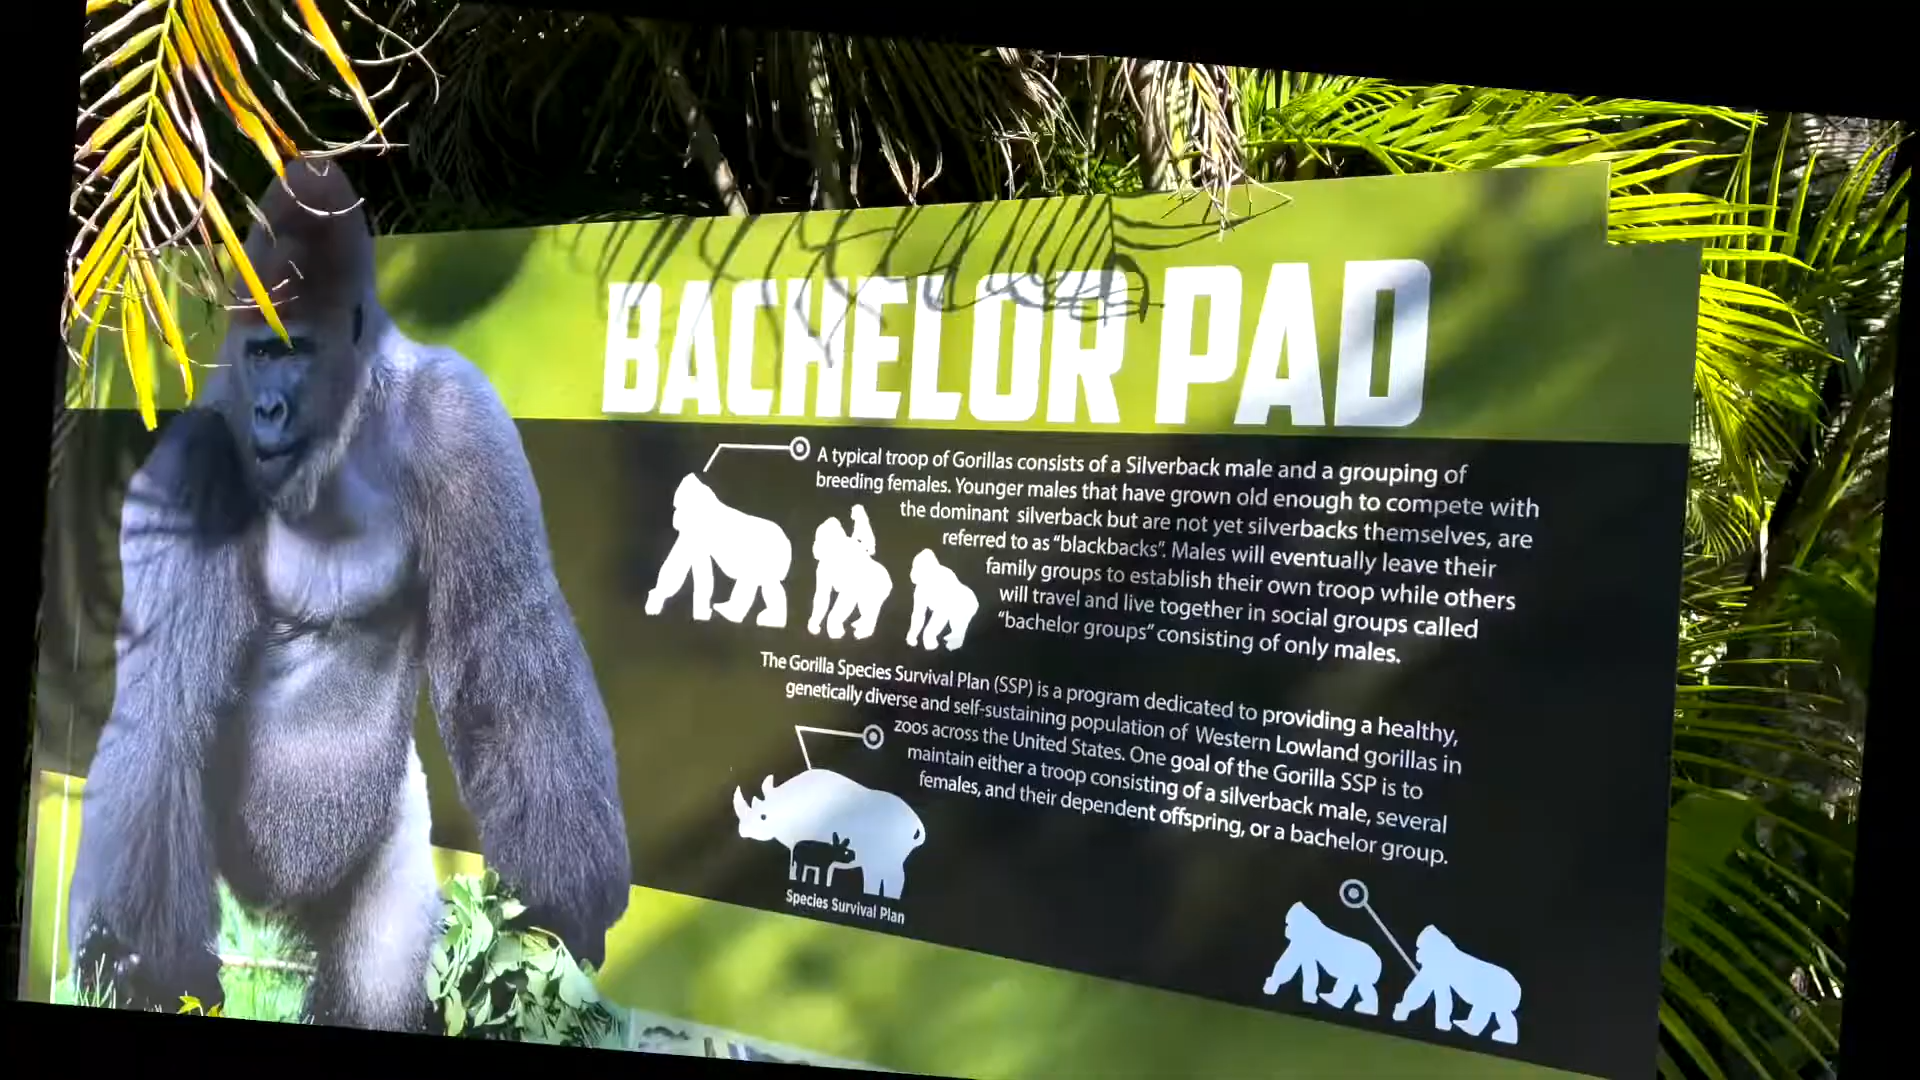 BACHELOR PAD
A typical troop of Gorillas consists of a Silverback male and a grouping of
breeding females. Younger males that have grown old enough to compete with
the dominant silverback but are not yet silverbacks themselves, are
referred to as “blackbacks”. Males will eventually leave their
family groups to establish their own troop while others
will travel and live together in social groups called
“bachelor groups” consisting of only males.
The Gorilla Species Survival Plan (SSP) is a program dedicated to providing a healthy,
genetically diverse and self-sustaining population of Western Lowland gorillas in
zoos across the United States. One goal of the Gorilla SSP is to
maintain either a troop consisting of a silverback male, several
females, and their dependent offspring, or a bachelor group.
Species Survival Plan